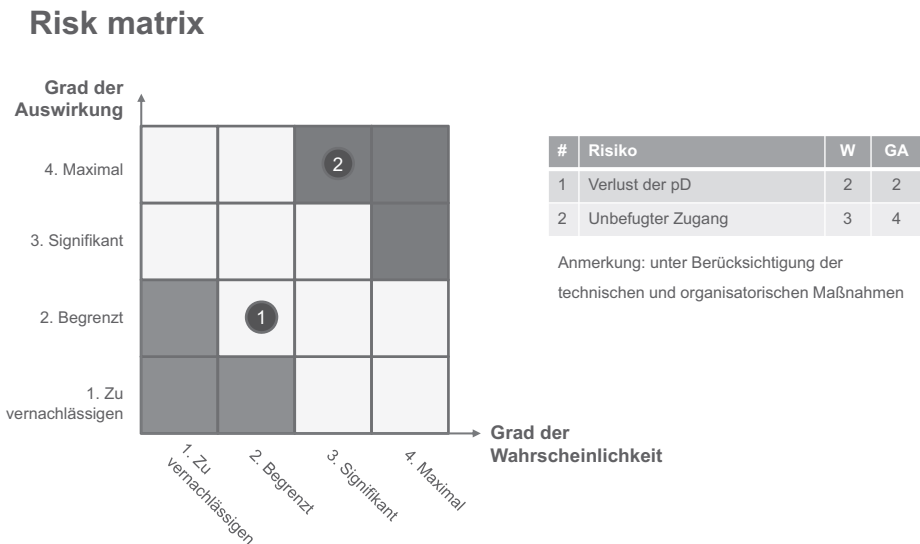 Risk matrix
Grad der
Auswirkung
4. Maximal
3. Signifikant
2. Begrenzt
1. Zu
vernachlässigen
2
1
1. Zu
vernachlässigen
2. Begrenzt
3. Signifikant
4. Maximal
Grad der
Wahrscheinlichkeit
# Risiko W GA
1 Verlust der pD 2 2
2 Unbefugter Zugang 3 4
Anmerkung: unter Berücksichtigung der
technischen und organisatorischen Maßnahmen